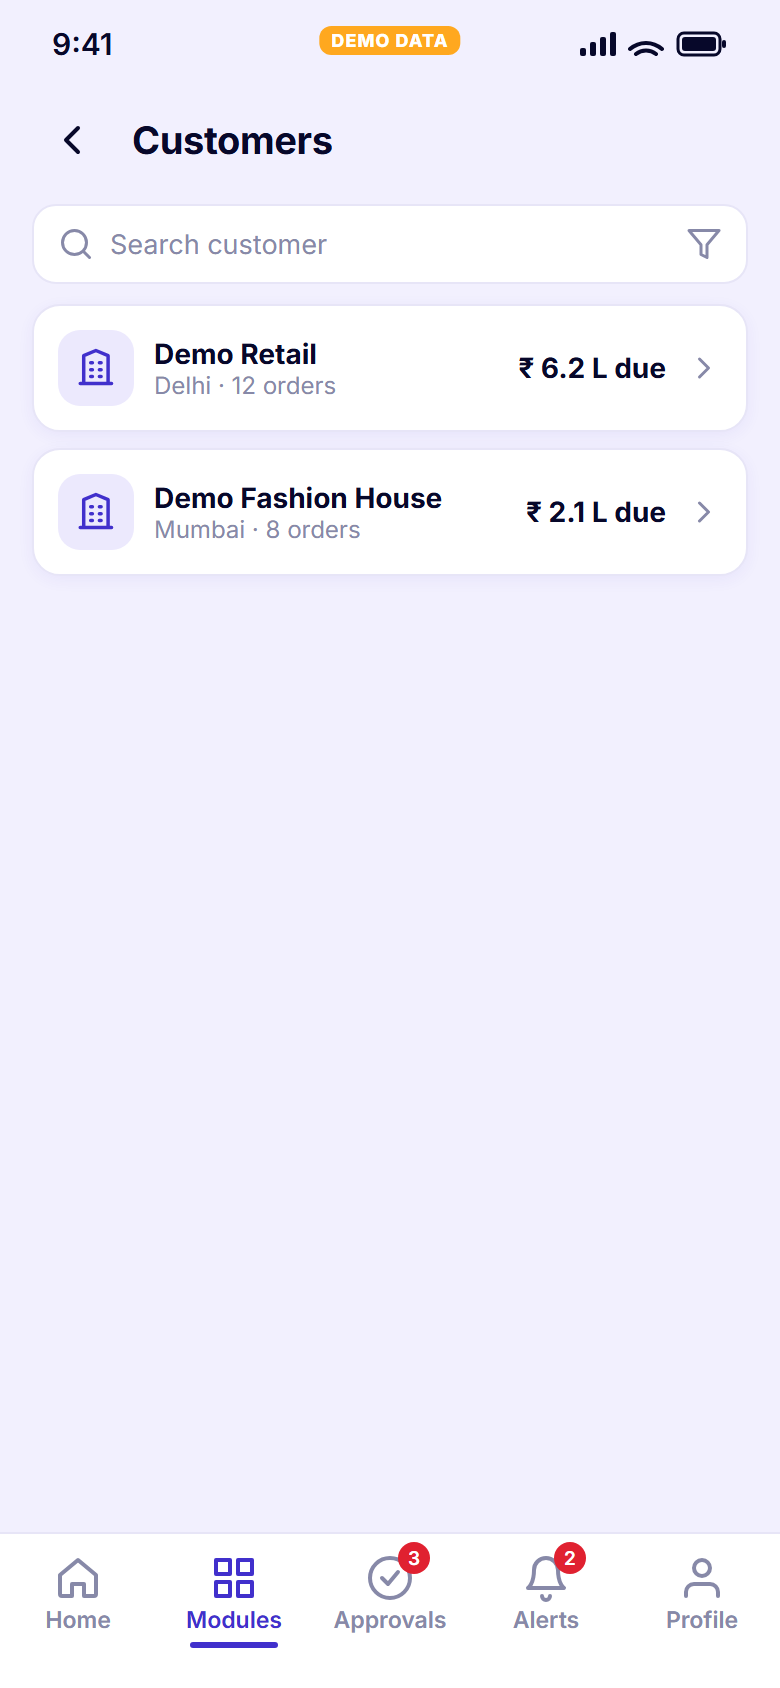 9:41
DEMO DATA
Customers
Search customer
Demo Retail
Delhi · 12 orders
₹ 6.2 L due
Demo Fashion House
Mumbai · 8 orders
₹ 2.1 L due
3
2
Home
Modules
Approvals
Alerts
Profile